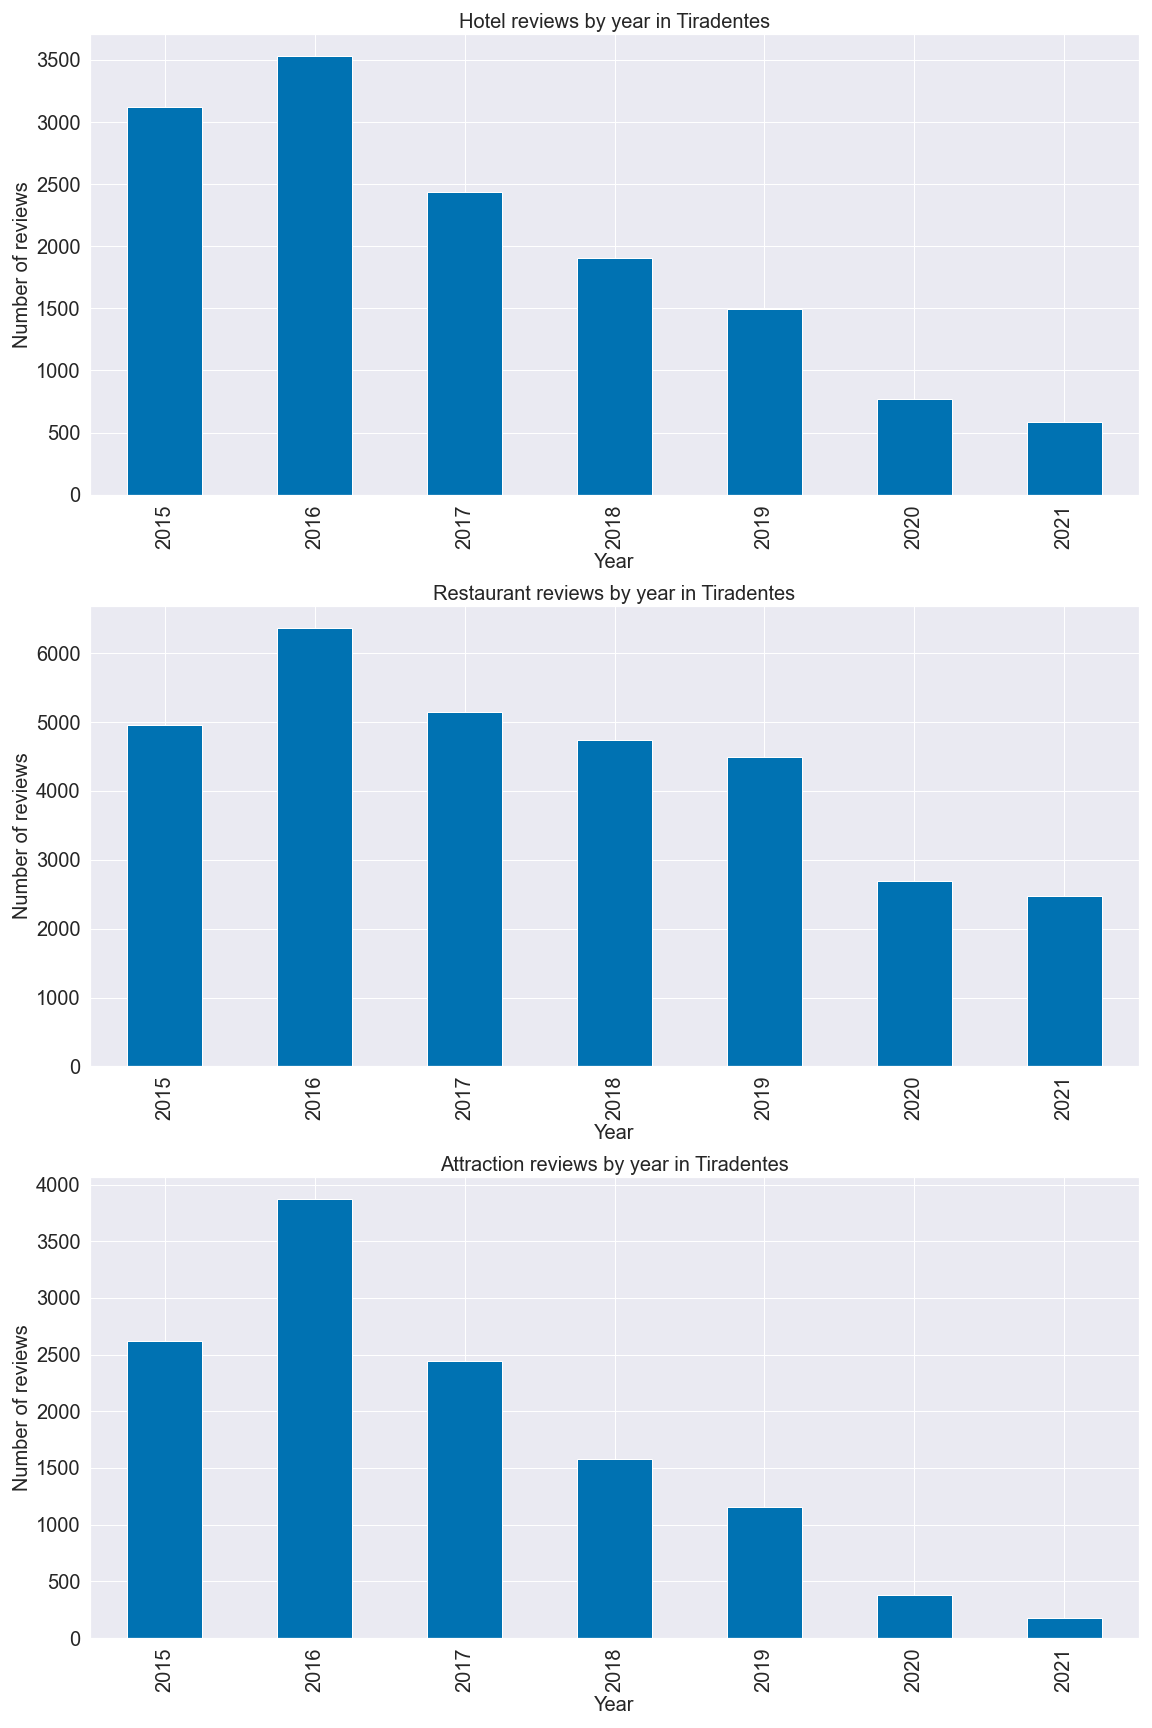 Hotel reviews by year in Tiradentes
3500
3000
2500
2000
1500
1000
500
0
Number of reviews
2015 2016 2017 2018 2019 2020 2021
Year
Restaurant reviews by year in Tiradentes
6000
5000
4000
3000
2000
1000
0
Number of reviews
2015 2016 2017 2018 2019 2020 2021
Year
Attraction reviews by year in Tiradentes
4000
3500
3000
2500
2000
1500
1000
500
0
Number of reviews
2015 2016 2017 2018 2019 2020 2021
Year